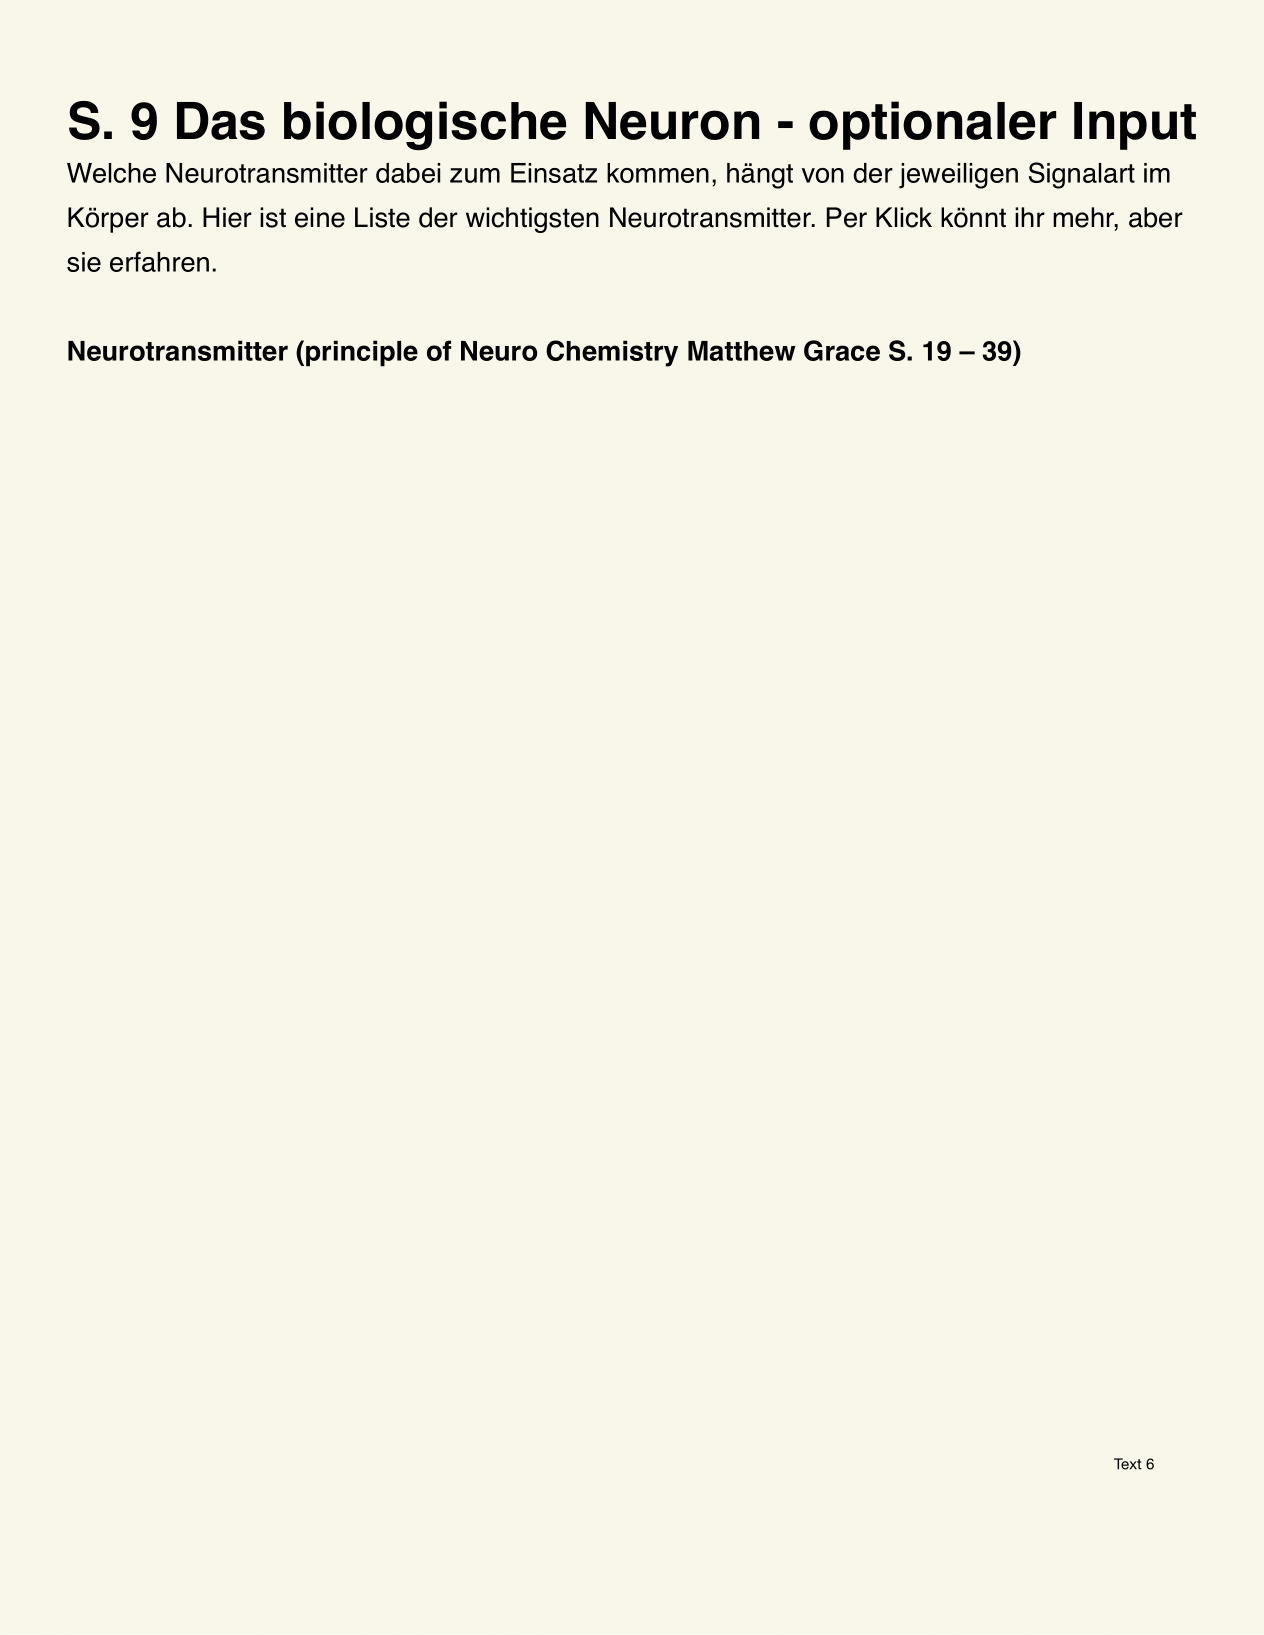 S. 9 Das biologische Neuron - optionaler Input
Welche Neurotransmitter dabei zum Einsatz kommen, hängt von der jeweiligen Signalart im
Körper ab. Hier ist eine Liste der wichtigsten Neurotransmitter. Per Klick könnt ihr mehr, aber
sie erfahren.
Neurotransmitter (principle of Neuro Chemistry Matthew Grace S. 19 – 39)
Text 6